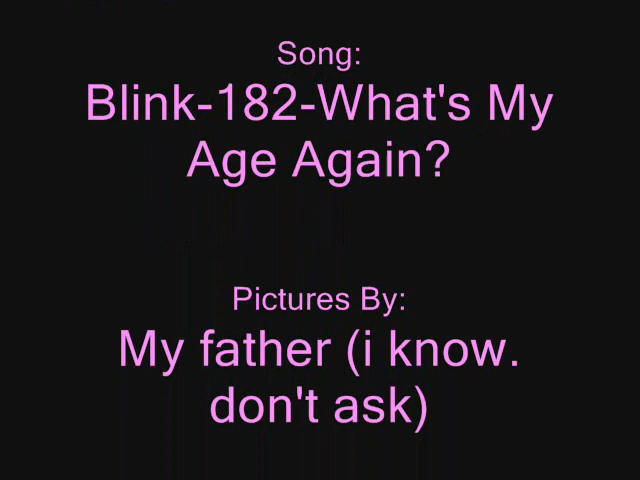 Song:
Blink-182-What's My
Age Again?
Pictures By:
My father (i know.
don't ask)